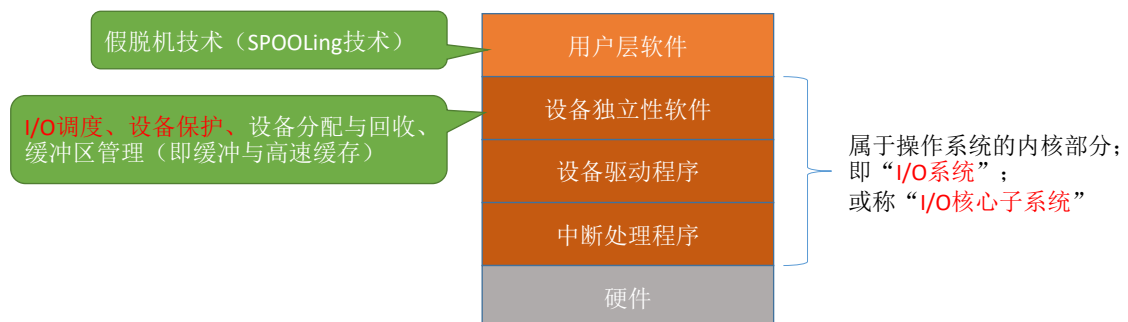 假脱机技术（SPOOLing技术）
用户层软件
I/O调度、设备保护、设备分配与回收、
缓冲区管理（即缓冲与高速缓存）
设备独立性软件
设备驱动程序
中断处理程序
硬件
属于操作系统的内核部分；
即“I/O系统”；
或称“I/O核心子系统”